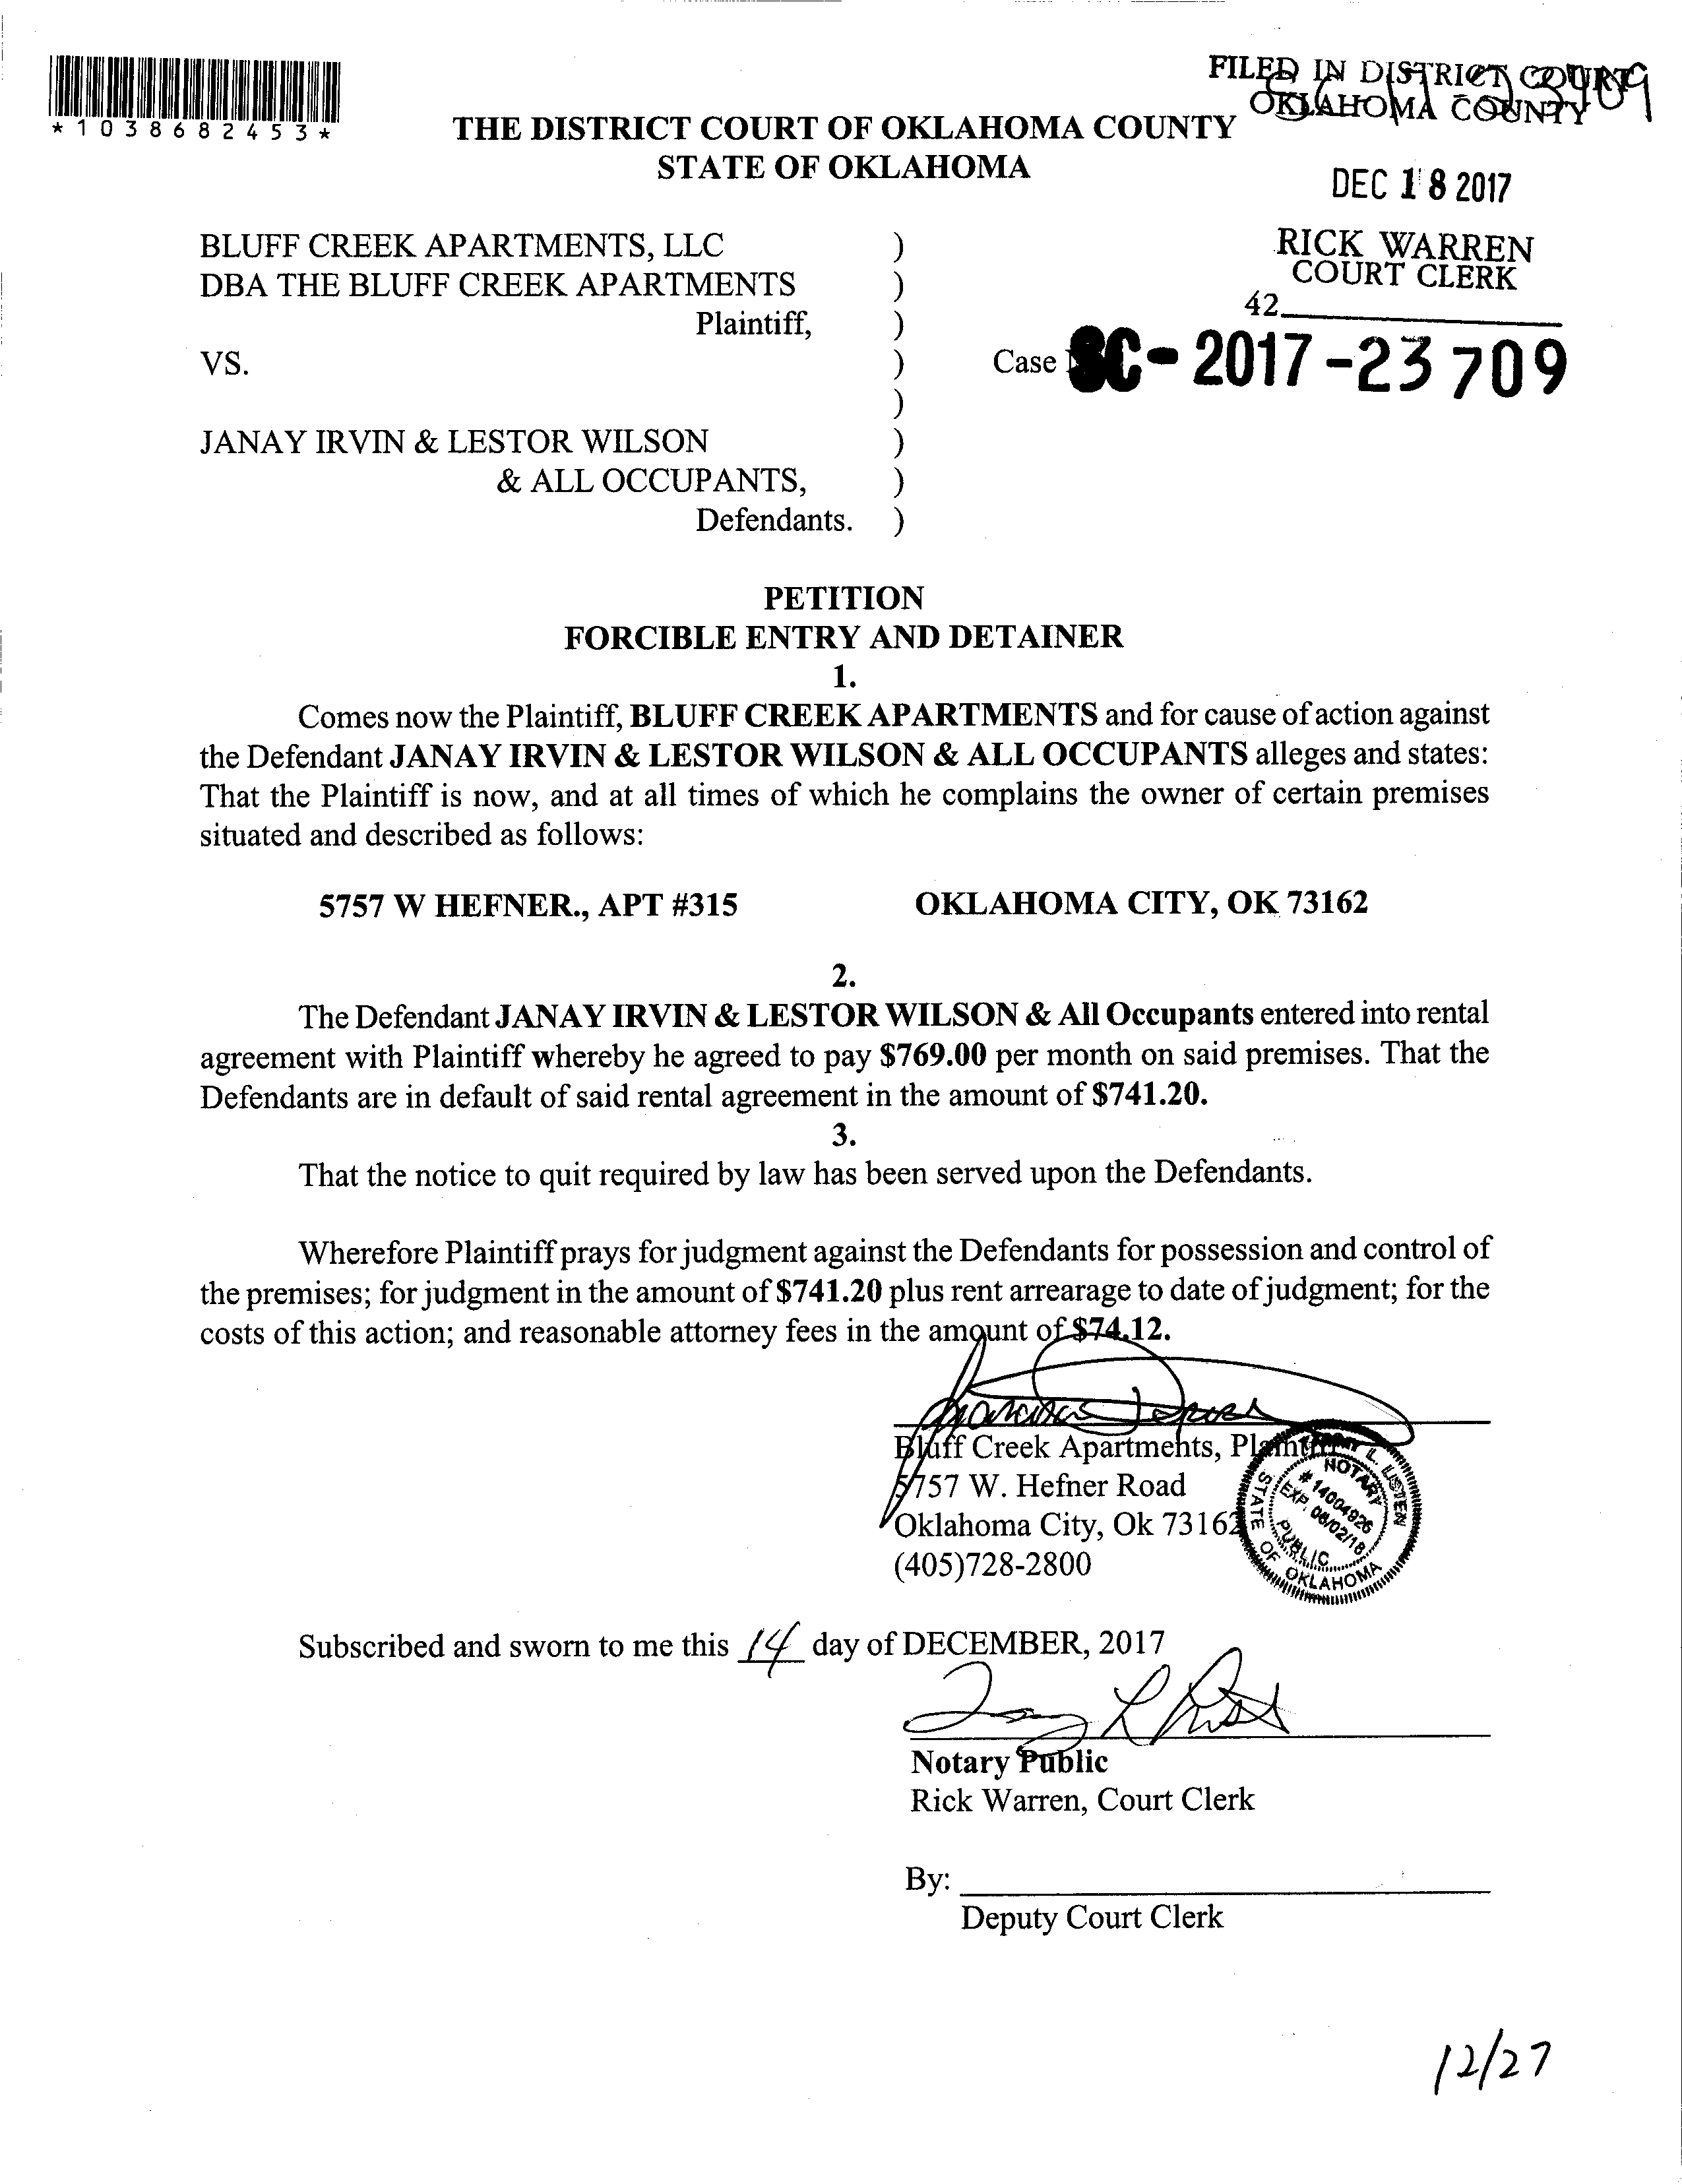 *1038682453*
FILED IN DISTRICT COURT
OKLAHOMA COUNTY
THE DISTRICT COURT OF OKLAHOMA COUNTY
STATE OF OKLAHOMA
DEC 18 2017
RICK WARREN
COURT CLERK
42
BLUFF CREEK APARTMENTS, LLC )
DBA THE BLUFF CREEK APARTMENTS )
Plaintiff, )
VS. ) Case SC-2017-23709
)
JANAY IRVIN & LESTOR WILSON )
& ALL OCCUPANTS, )
Defendants. )
PETITION
FORCIBLE ENTRY AND DETAINER
1.
Comes now the Plaintiff, BLUFF CREEK APARTMENTS and for cause of action against
the Defendant JANAY IRVIN & LESTOR WILSON & ALL OCCUPANTS alleges and states:
That the Plaintiff is now, and at all times of which he complains the owner of certain premises
situated and described as follows:
5757 W HEFNER., APT #315 OKLAHOMA CITY, OK 73162
2.
The Defendant JANAY IRVIN & LESTOR WILSON & All Occupants entered into rental
agreement with Plaintiff whereby he agreed to pay $769.00 per month on said premises. That the
Defendants are in default of said rental agreement in the amount of $741.20.
3.
That the notice to quit required by law has been served upon the Defendants.
Wherefore Plaintiff prays for judgment against the Defendants for possession and control of
the premises; for judgment in the amount of $741.20 plus rent arrearage to date of judgment; for the
costs of this action; and reasonable attorney fees in the amount of $74.12.
Bluff Creek Apartments, Plaintiff
5757 W. Hefner Road
Oklahoma City, Ok 73162
(405)728-2800
L. LISTEN
NOTARY
# 14004926
EXP. 06/02/18
PUBLIC
STATE OF OKLAHOMA
Subscribed and sworn to me this 14 day of DECEMBER, 2017
Notary Public
Rick Warren, Court Clerk
By:
Deputy Court Clerk
12/27